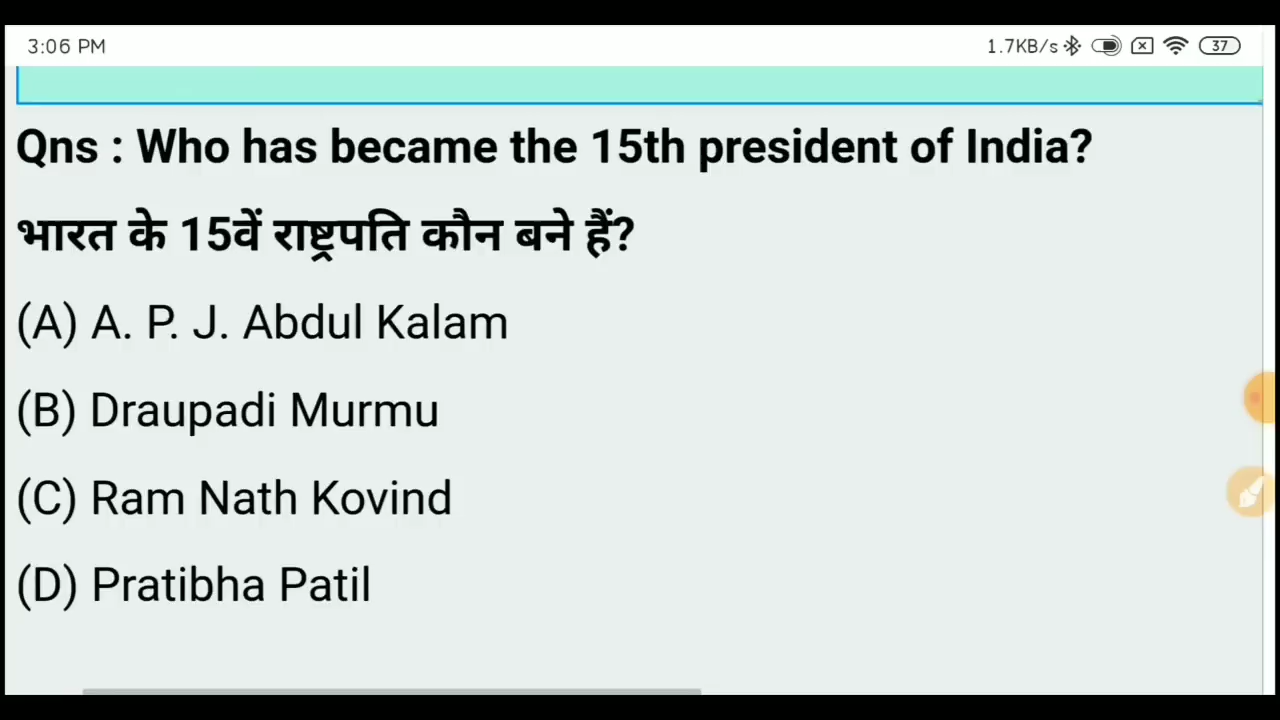 3:06 PM 1.7KB/s 37
Qns : Who has became the 15th president of India?
भारत के 15वें राष्ट्रपति कौन बने हैं?
(A) A. P. J. Abdul Kalam
(B) Draupadi Murmu
(C) Ram Nath Kovind
(D) Pratibha Patil